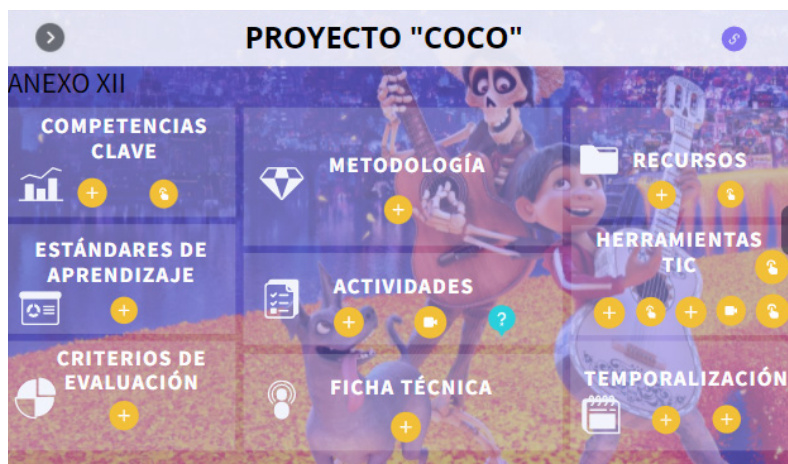 PROYECTO "COCO"
ANEXO XII
COMPETENCIAS
CLAVE
METODOLOGÍA
RECURSOS
ESTÁNDARES DE
APRENDIZAJE
ACTIVIDADES
?
HERRAMIENTAS
TIC
CRITERIOS DE
EVALUACIÓN
FICHA TÉCNICA
TEMPORALIZACIÓN